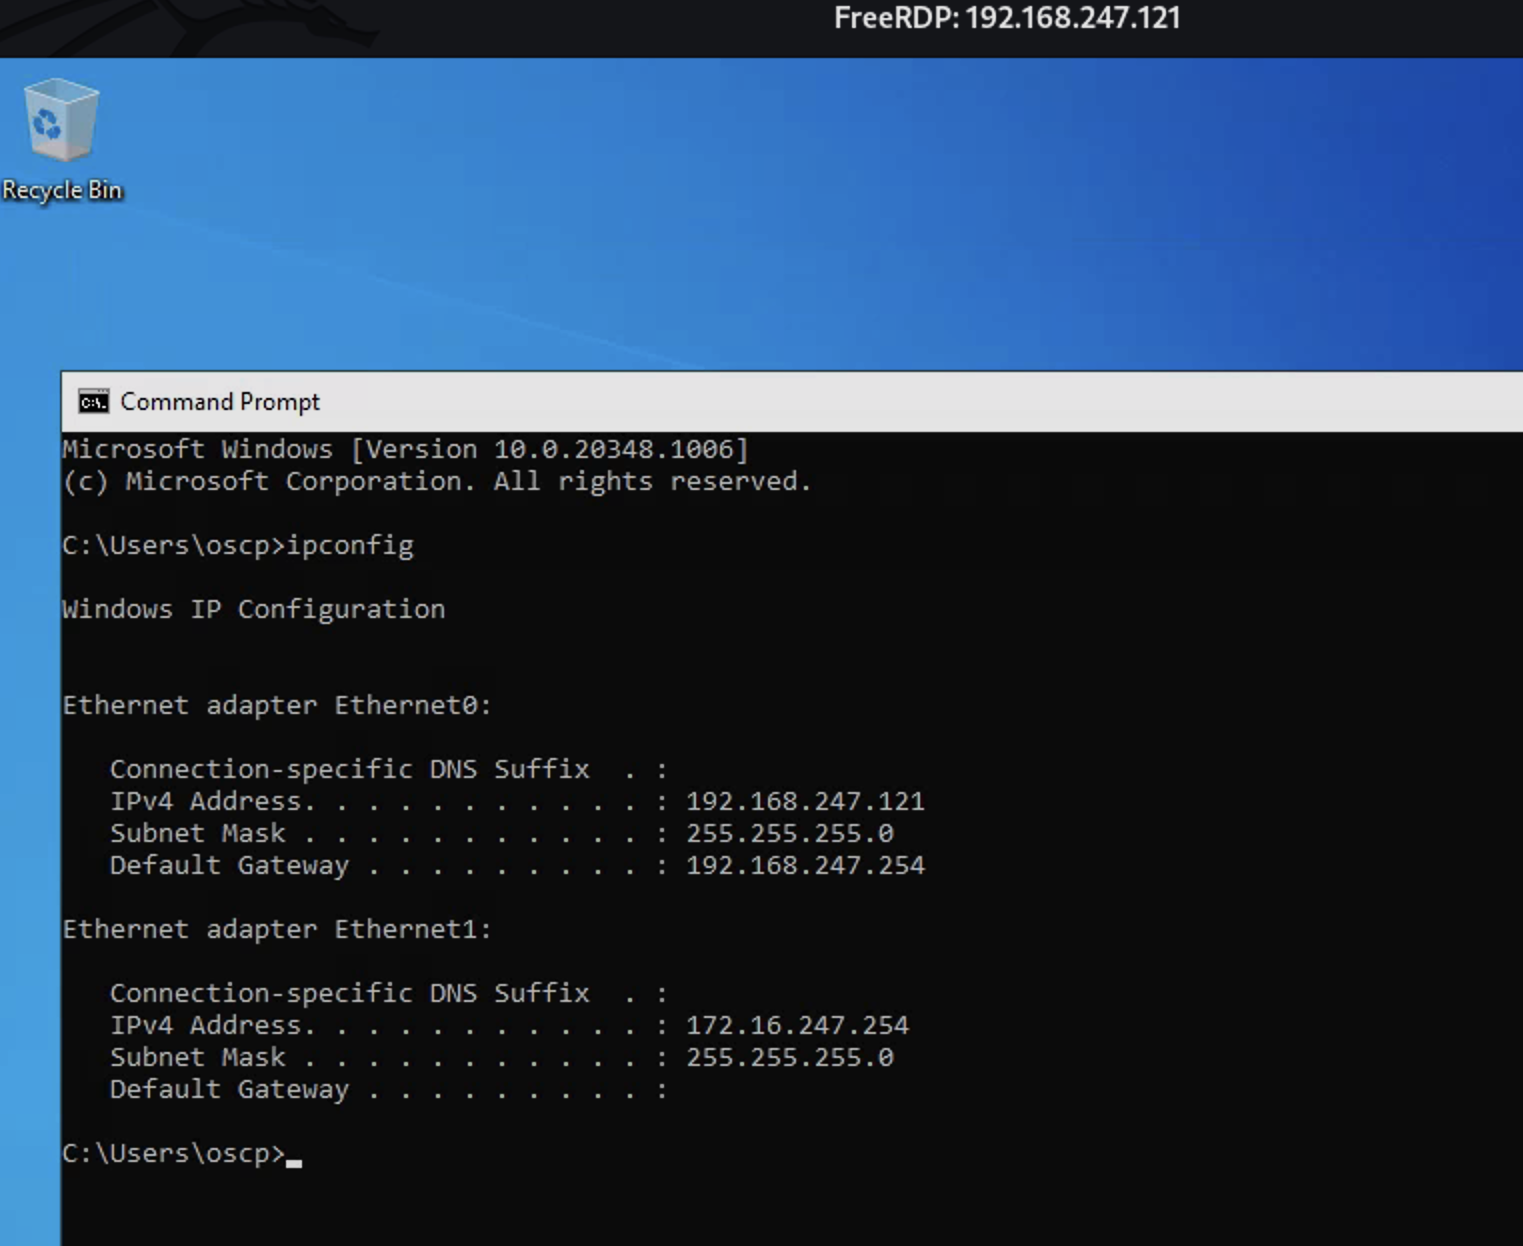 FreeRDP: 192.168.247.121
Recycle Bin
Command Prompt
Microsoft Windows [Version 10.0.20348.1006]
(c) Microsoft Corporation. All rights reserved.
C:\Users\oscp>ipconfig
Windows IP Configuration
Ethernet adapter Ethernet0:
Connection-specific DNS Suffix  . :
IPv4 Address. . . . . . . . . . . : 192.168.247.121
Subnet Mask . . . . . . . . . . . : 255.255.255.0
Default Gateway . . . . . . . . . : 192.168.247.254
Ethernet adapter Ethernet1:
Connection-specific DNS Suffix  . :
IPv4 Address. . . . . . . . . . . : 172.16.247.254
Subnet Mask . . . . . . . . . . . : 255.255.255.0
Default Gateway . . . . . . . . . :
C:\Users\oscp>